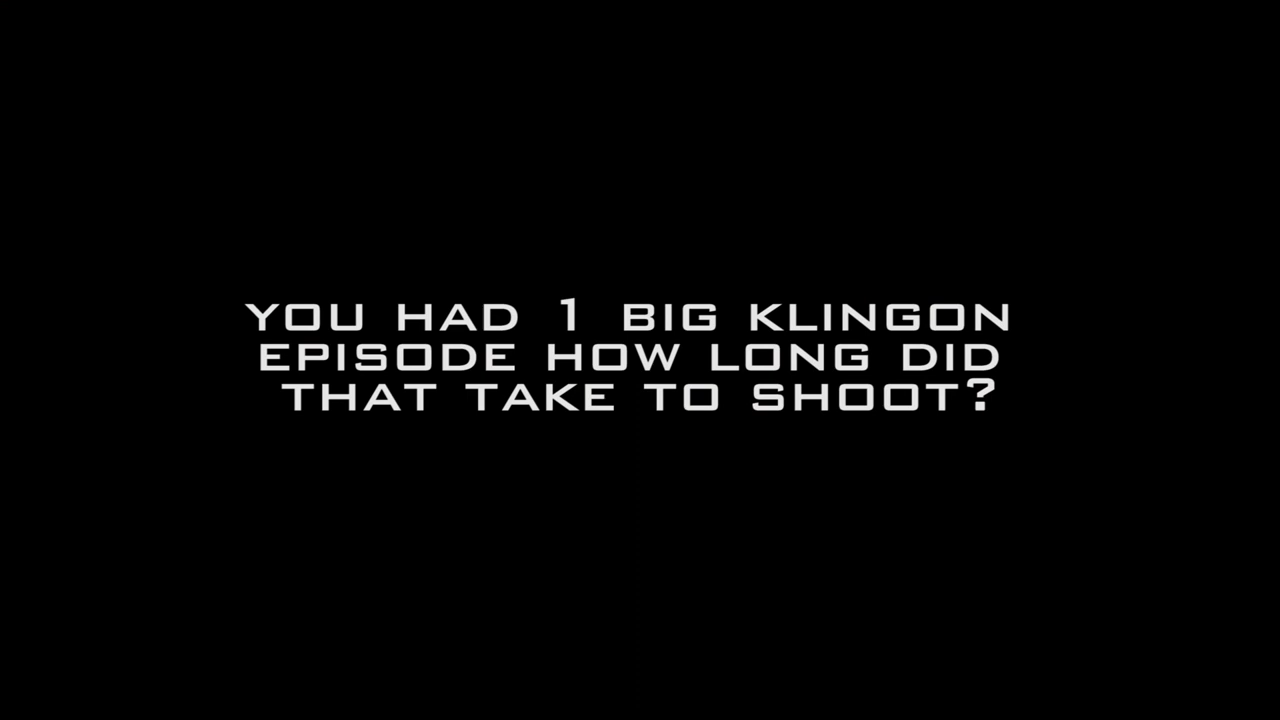 YOU HAD 1 BIG KLINGON
EPISODE HOW LONG DID
THAT TAKE TO SHOOT?